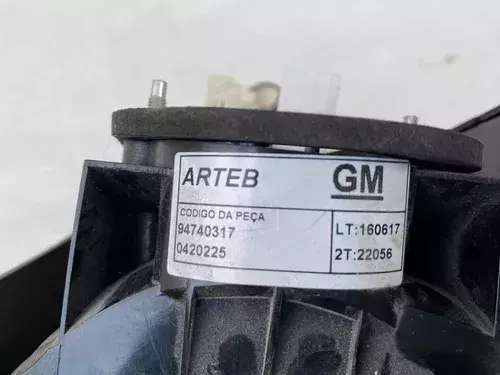 ARTEB GM
CODIGO DA PEÇA
94740317 LT:160617
0420225 2T:22056